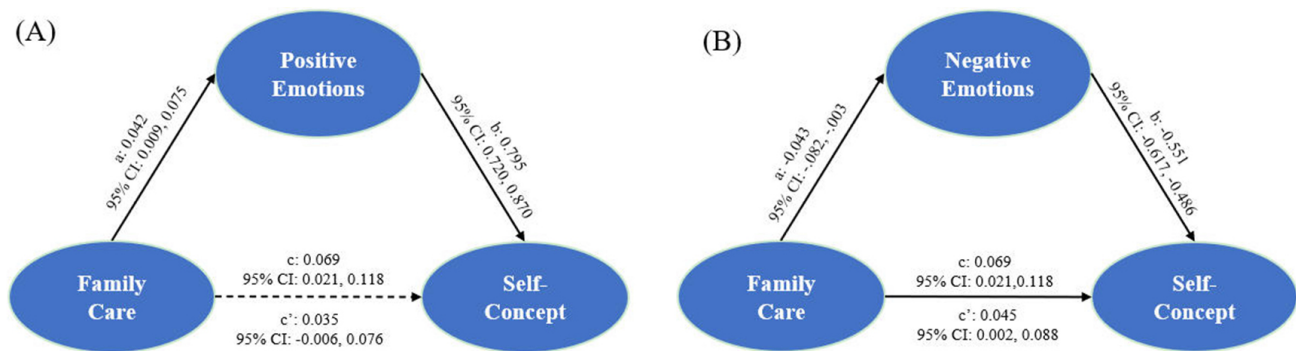 (A)
Positive
Emotions
a: 0.042
95% CI: 0.009, 0.075
b: 0.795
95% CI: 0.720, 0.870
Family
Care
c: 0.069
95% CI: 0.021, 0.118
c’: 0.035
95% CI: -0.006, 0.076
Self-
Concept
(B)
Negative
Emotions
a: -0.043
95% CI: -.082, -.003
b: -0.551
95% CI: -0.617, -0.486
Family
Care
c: 0.069
95% CI: 0.021,0.118
c’: 0.045
95% CI: 0.002, 0.088
Self-
Concept